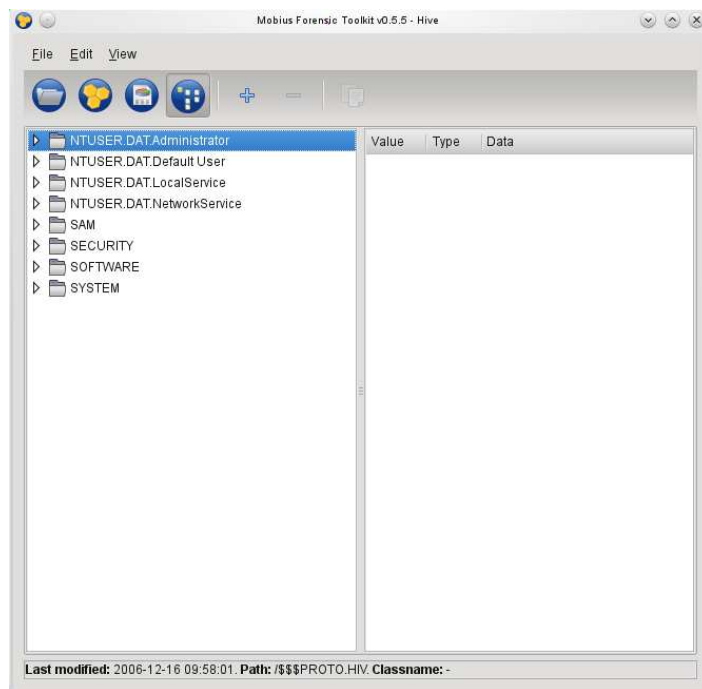 Mobius Forensic Toolkit v0.5.5 - Hive
File Edit View
NTUSER.DAT.Administrator
NTUSER.DAT.Default User
NTUSER.DAT.LocalService
NTUSER.DAT.NetworkService
SAM
SECURITY
SOFTWARE
SYSTEM
Value Type Data
Last modified: 2006-12-16 09:58:01. Path: /$$$PROTO.HIV. Classname: -